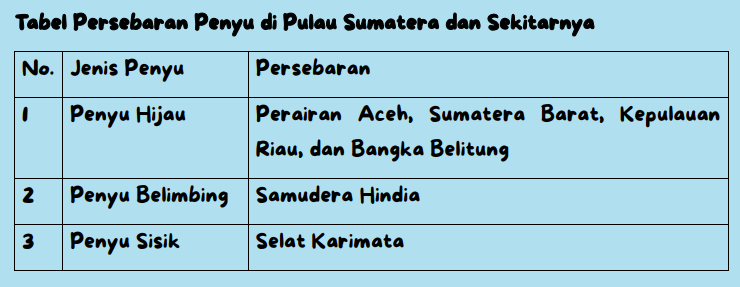 Tabel Persebaran Penyu di Pulau Sumatera dan Sekitarnya
No. Jenis Penyu Persebaran
1 Penyu Hijau Perairan Aceh, Sumatera Barat, Kepulauan
Riau, dan Bangka Belitung
2 Penyu Belimbing Samudera Hindia
3 Penyu Sisik Selat Karimata